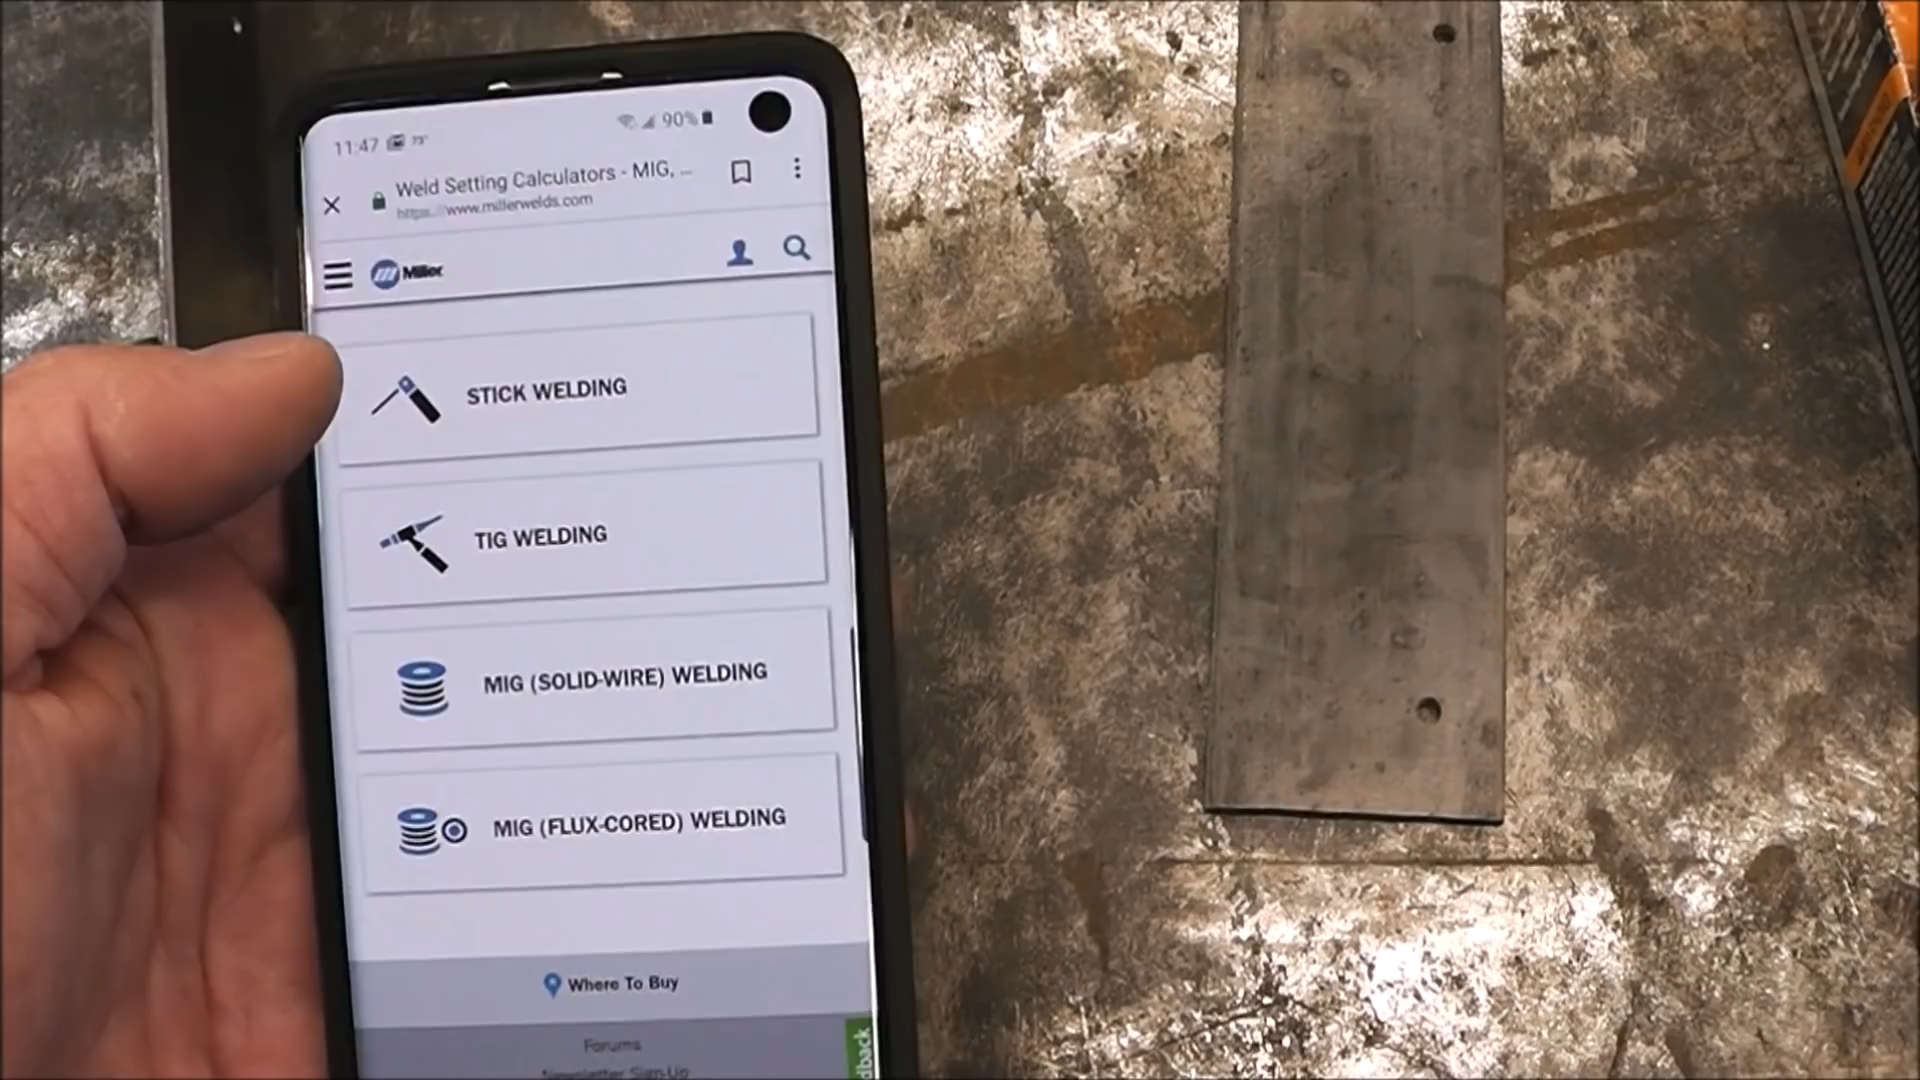 11:47 73° 90%
Weld Setting Calculators - MIG, ...
https://www.millerwelds.com
Miller
STICK WELDING
TIG WELDING
MIG (SOLID-WIRE) WELDING
MIG (FLUX-CORED) WELDING
Where To Buy
Forums
Newsletter Sign-Up
dback